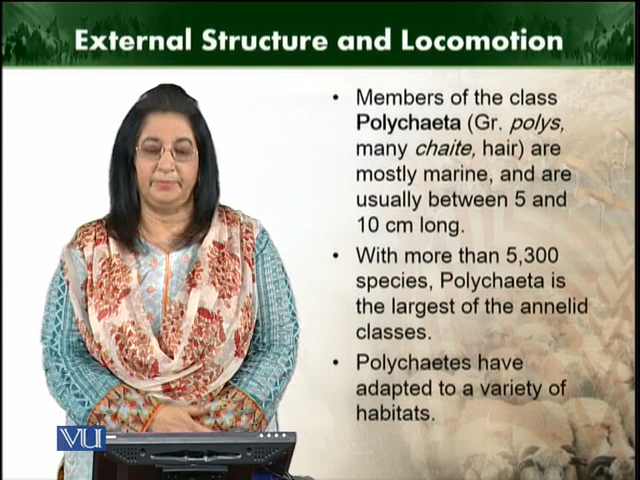 External Structure and Locomotion
• Members of the class
Polychaeta (Gr. polys,
many chaite, hair) are
mostly marine, and are
usually between 5 and
10 cm long.
• With more than 5,300
species, Polychaeta is
the largest of the annelid
classes.
• Polychaetes have
adapted to a variety of
habitats.
VU